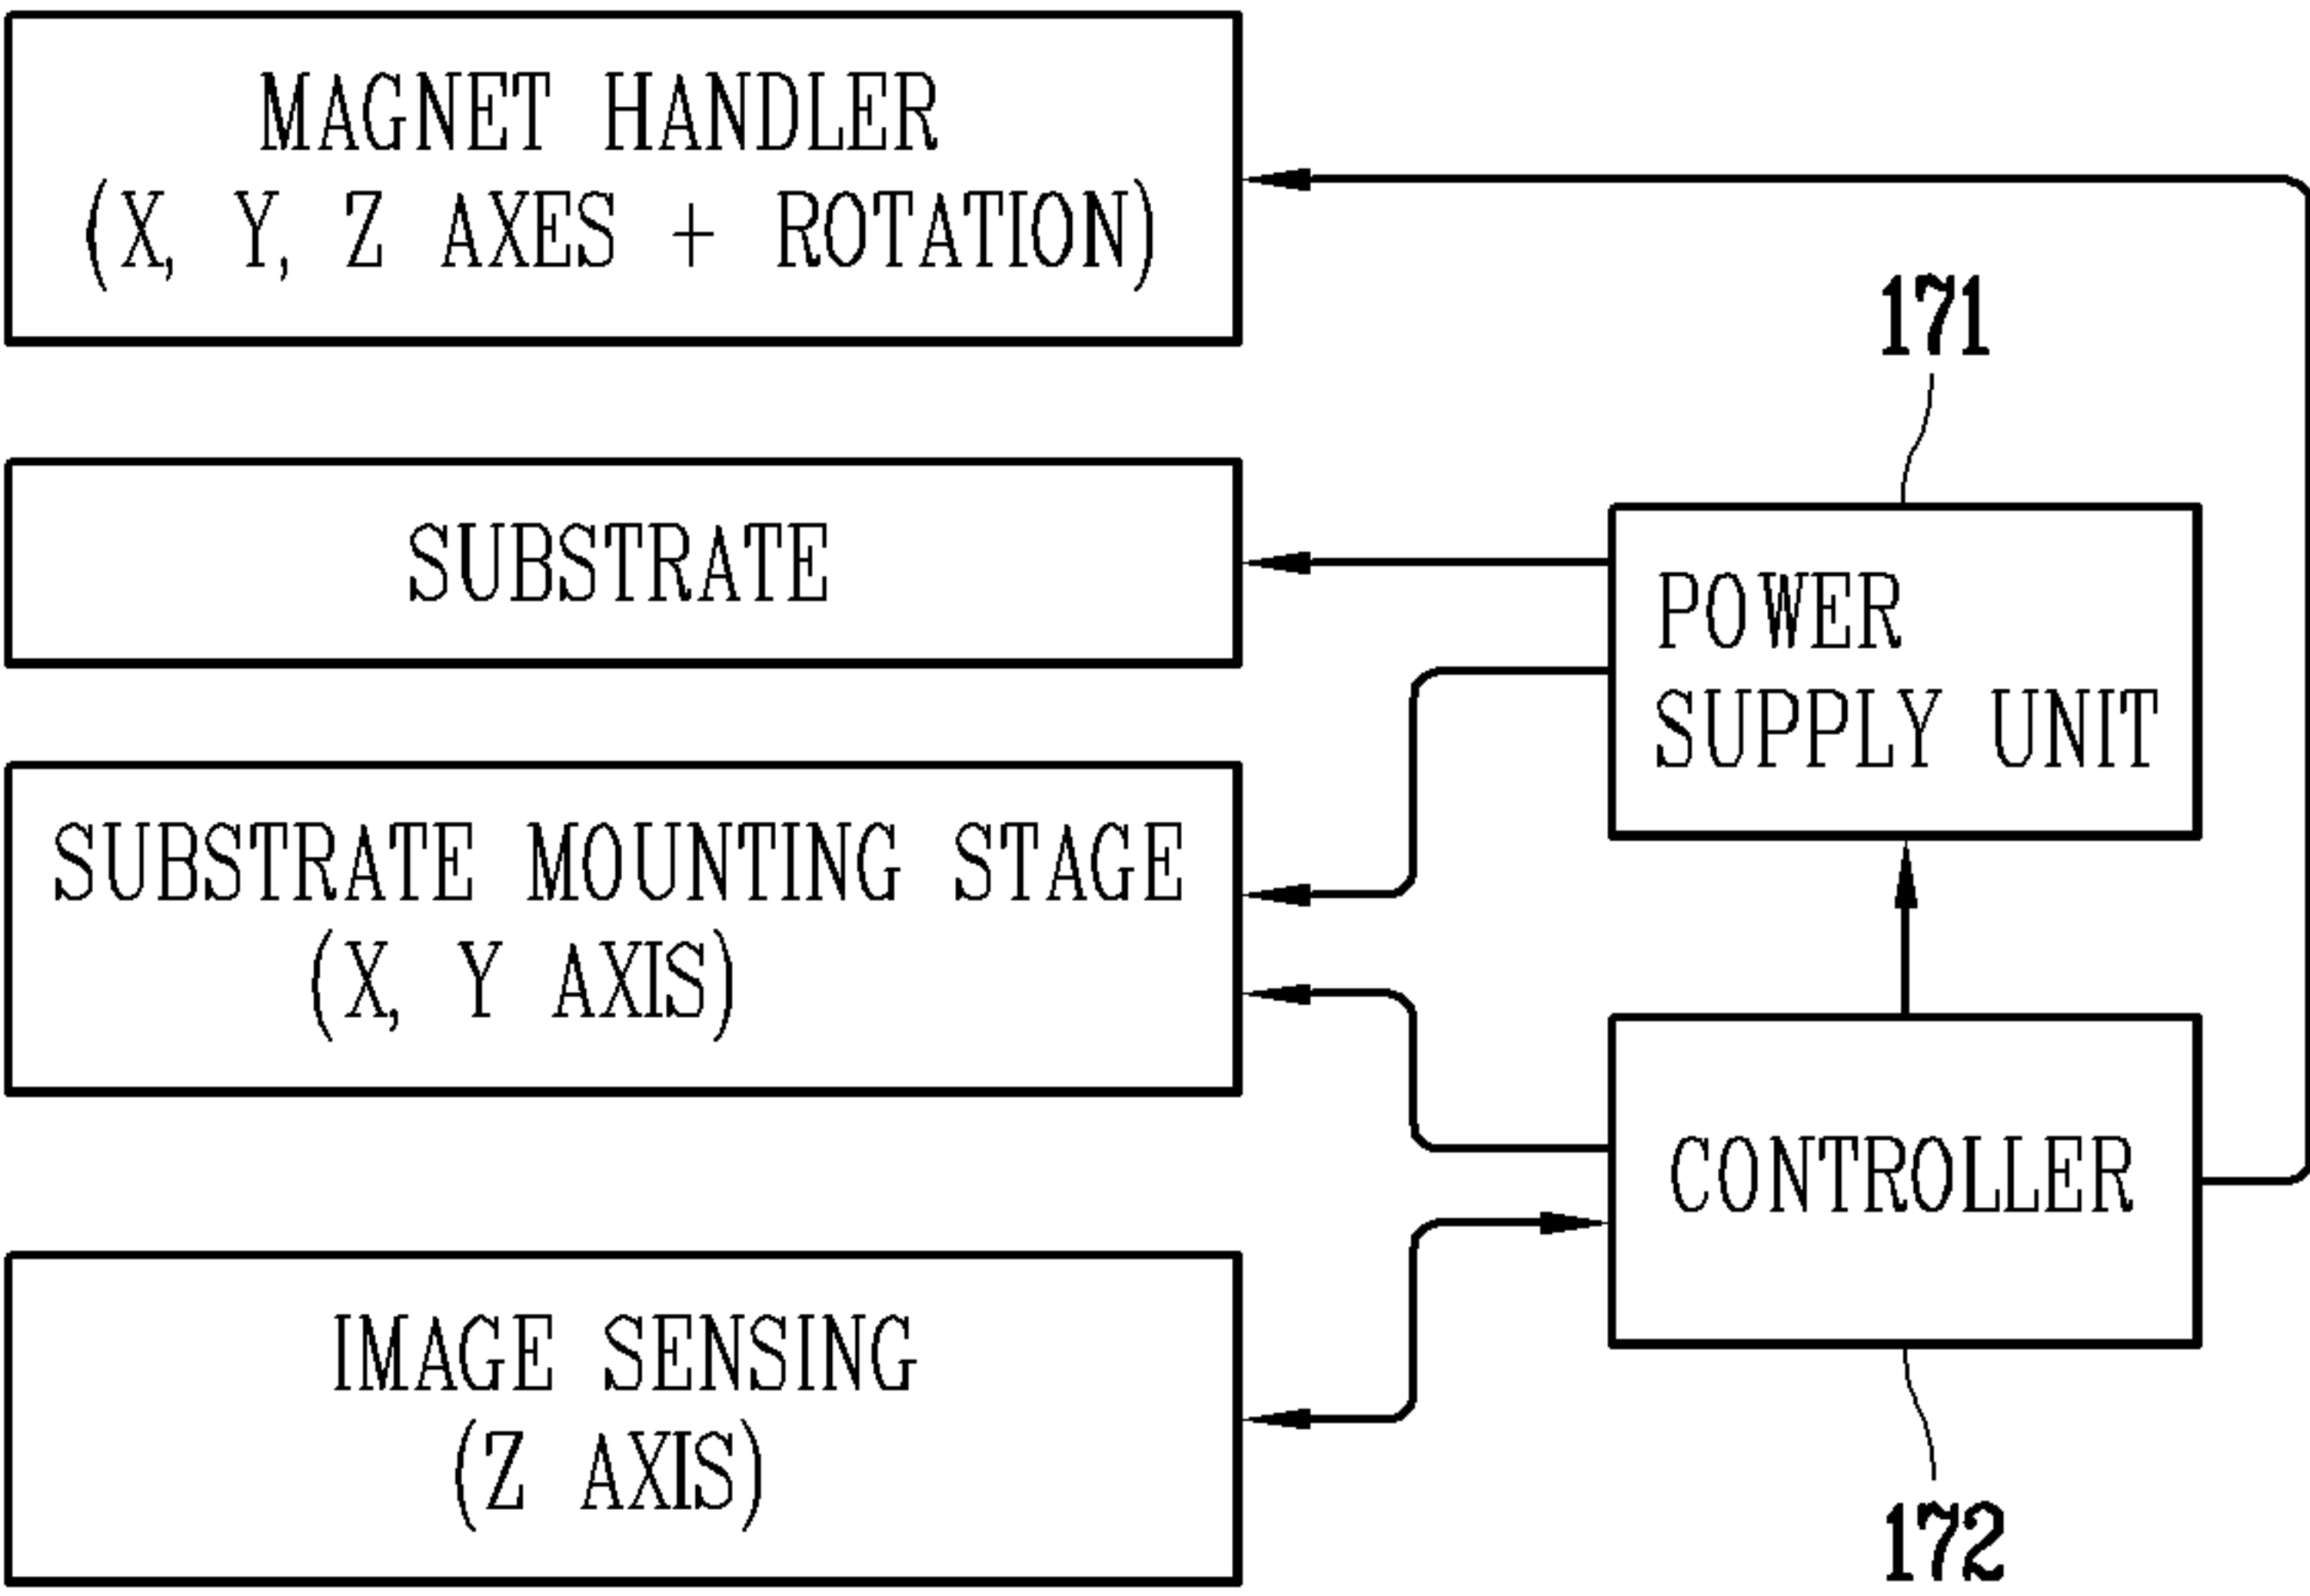 MAGNET HANDLER
(X, Y, Z AXES + ROTATION)
171
SUBSTRATE
POWER
SUPPLY UNIT
SUBSTRATE MOUNTING STAGE
(X, Y AXIS)
CONTROLLER
IMAGE SENSING
(Z AXIS)
172